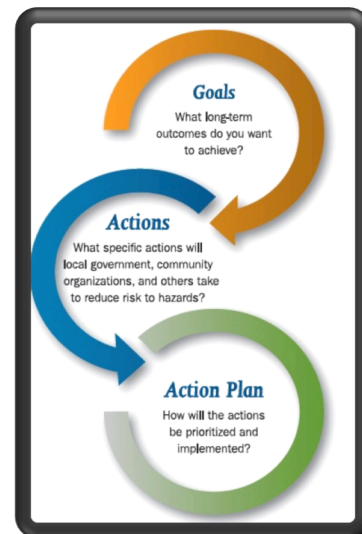 Goals
What long-term
outcomes do you want
to achieve?
Actions
What specific actions will
local government, community
organizations, and others take
to reduce risk to hazards?
Action Plan
How will the actions
be prioritized and
implemented?